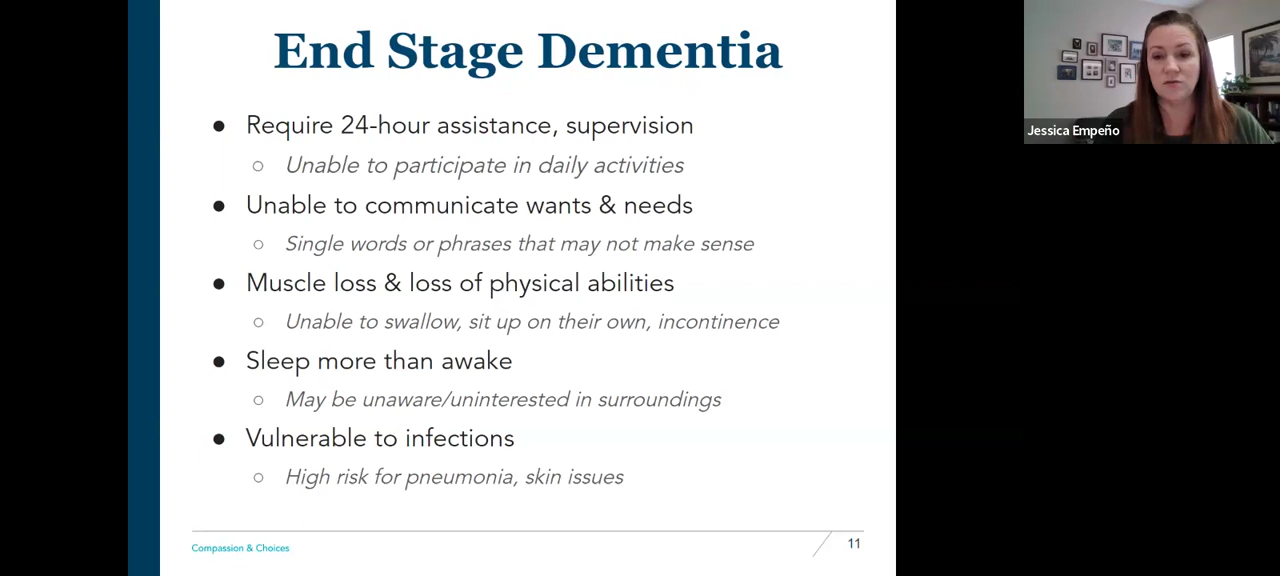 End Stage Dementia
● Require 24-hour assistance, supervision
○ Unable to participate in daily activities
● Unable to communicate wants & needs
○ Single words or phrases that may not make sense
● Muscle loss & loss of physical abilities
○ Unable to swallow, sit up on their own, incontinence
● Sleep more than awake
○ May be unaware/uninterested in surroundings
● Vulnerable to infections
○ High risk for pneumonia, skin issues
Compassion & Choices
11
Jessica Empeño